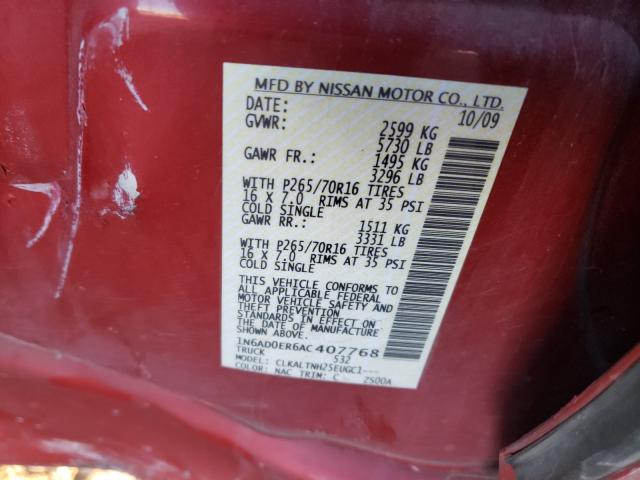 MFD BY NISSAN MOTOR CO., LTD.
DATE: 10/09
GVWR: 2599 KG
5730 LB
GAWR FR.: 1495 KG
3296 LB
WITH P265/70R16 TIRES
16 X 7.0 RIMS AT 35 PSI
COLD SINGLE
GAWR RR.: 1511 KG
3331 LB
WITH P265/70R16 TIRES
16 X 7.0 RIMS AT 35 PSI
COLD SINGLE
THIS VEHICLE CONFORMS TO
ALL APPLICABLE FEDERAL
MOTOR VEHICLE SAFETY AND
THEFT PREVENTION
STANDARDS IN EFFECT ON
THE DATE OF MANUFACTURE
1N6AD0ER6AC407768
TRUCK 532
MODEL: CLKALTNH25EUGC1---
COLOR: NAC TRIM: C 2S00A